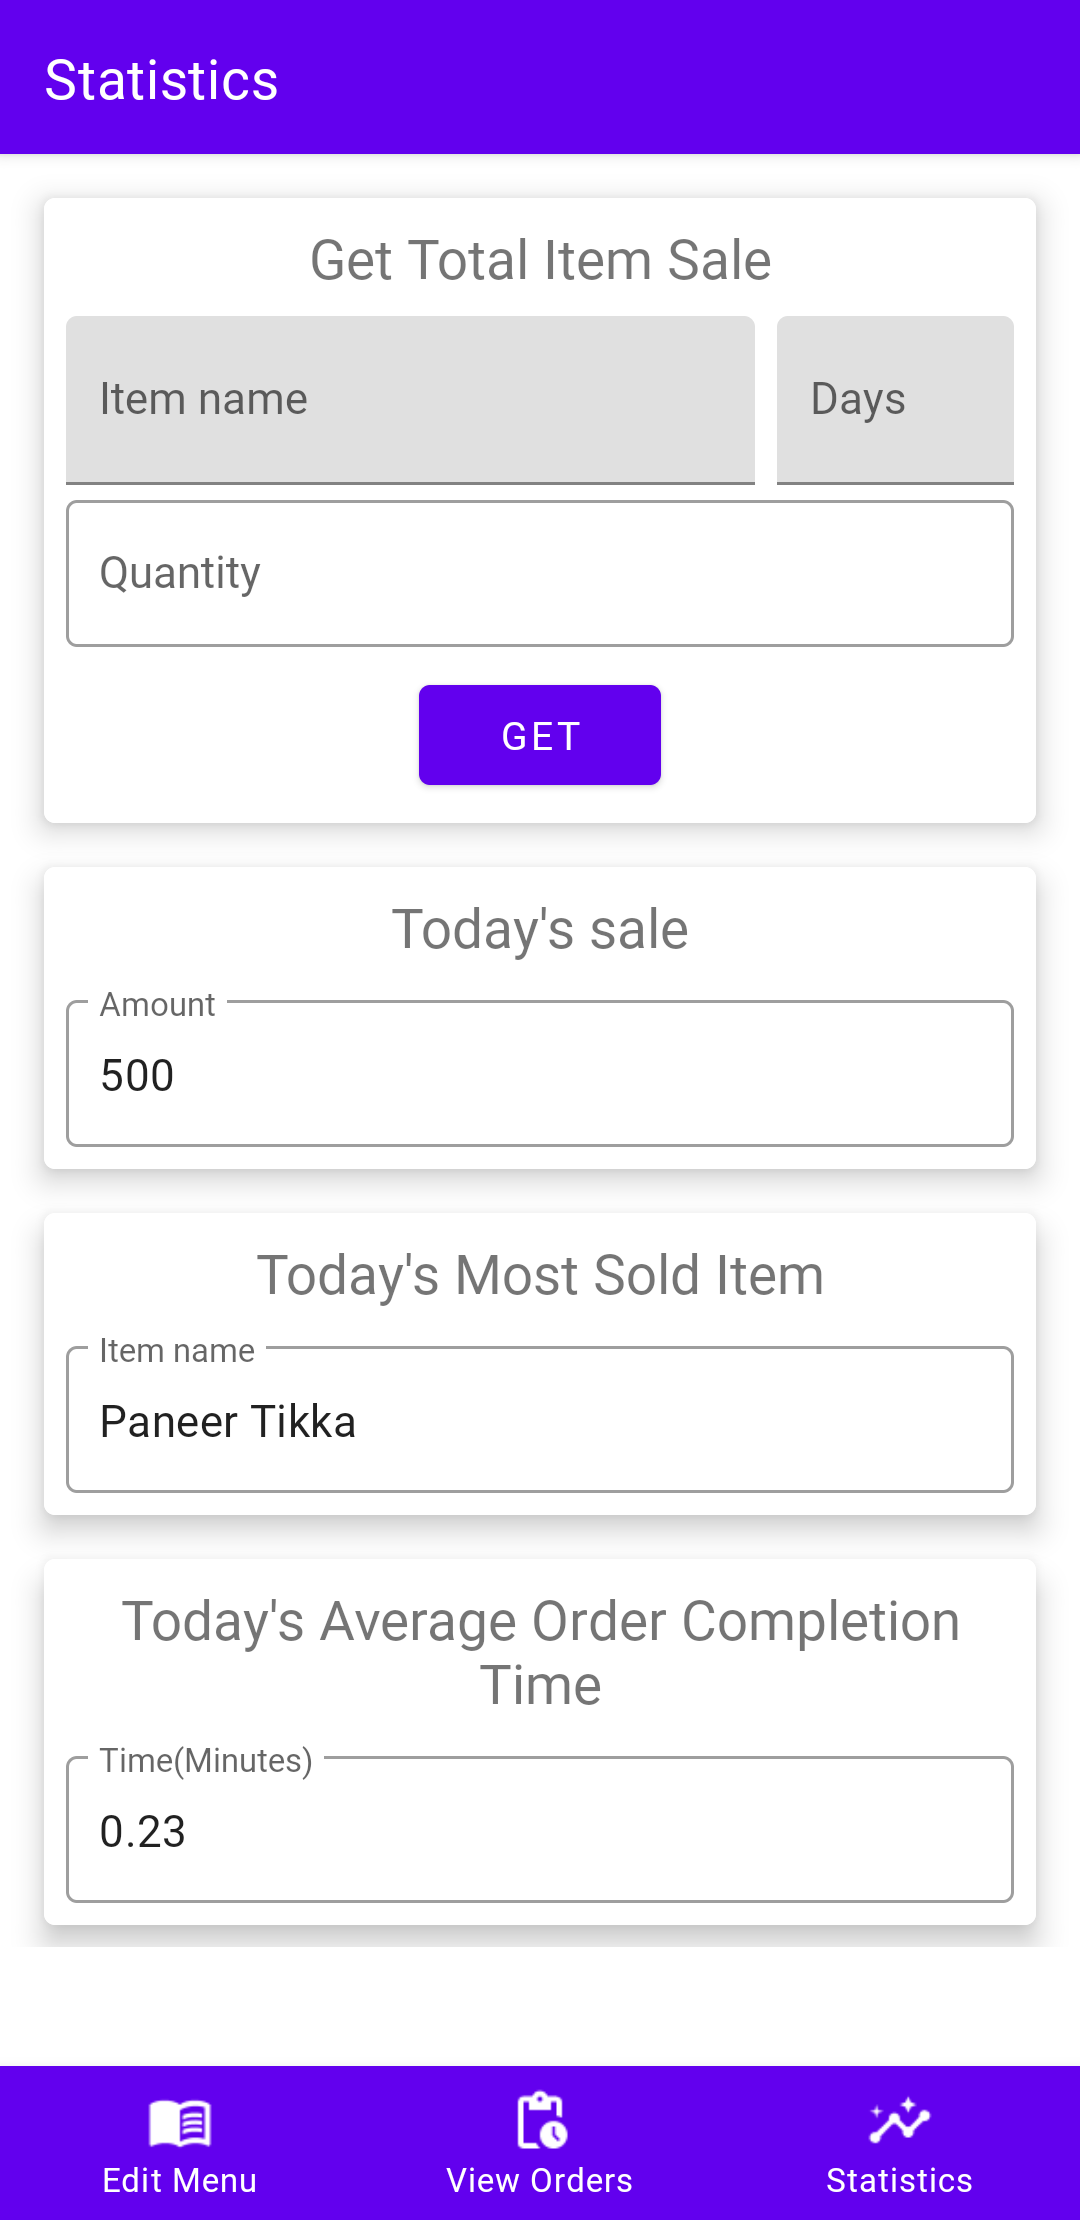 Statistics
Get Total Item Sale
Item name
Days
Quantity
GET
Today's sale
Amount
500
Today's Most Sold Item
Item name
Paneer Tikka
Today's Average Order Completion
Time
Time(Minutes)
0.23
Edit Menu
View Orders
Statistics